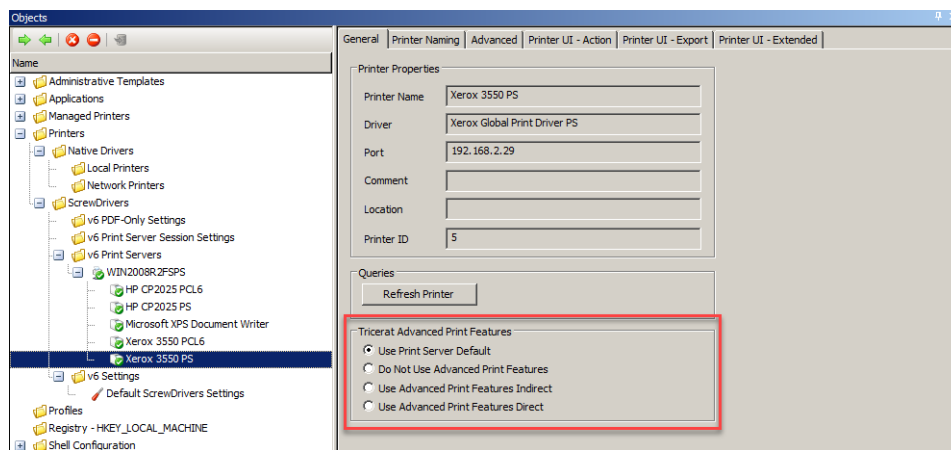 Objects
General Printer Naming Advanced Printer UI - Action Printer UI - Export Printer UI - Extended
Name
Administrative Templates
Applications
Managed Printers
Printers
Native Drivers
Local Printers
Network Printers
ScrewDrivers
v6 PDF-Only Settings
v6 Print Server Session Settings
v6 Print Servers
WIN2008R2FSPS
HP CP2025 PCL6
HP CP2025 PS
Microsoft XPS Document Writer
Xerox 3550 PCL6
Xerox 3550 PS
v6 Settings
Default ScrewDrivers Settings
Profiles
Registry - HKEY_LOCAL_MACHINE
Shell Configuration
Printer Properties
Printer Name Xerox 3550 PS
Driver Xerox Global Print Driver PS
Port 192.168.2.29
Comment
Location
Printer ID 5
Queries
Refresh Printer
Tricerat Advanced Print Features
Use Print Server Default
Do Not Use Advanced Print Features
Use Advanced Print Features Indirect
Use Advanced Print Features Direct